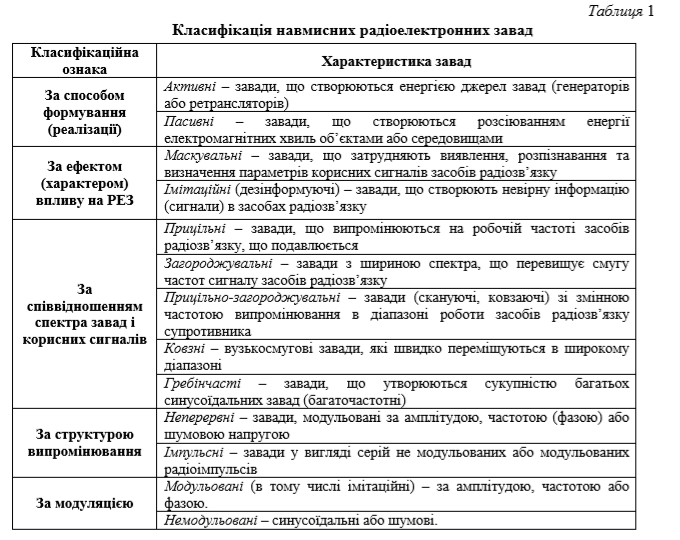 Таблиця 1
Класифікація навмисних радіоелектронних завад
Класифікаційна
ознака
Характеристика завад
За способом
формування
(реалізації)
Активні – завади, що створюються енергією джерел завад (генераторів
або ретрансляторів)
Пасивні – завади, що створюються розсіюванням енергії
електромагнітних хвиль об’єктами або середовищами
За ефектом
(характером)
впливу на РЕЗ
Маскувальні – завади, що затрудняють виявлення, розпізнавання та
визначення параметрів корисних сигналів засобів радіозв’язку
Імітаційні (дезінформуючі) – завади, що створюють невірну інформацію
(сигнали) в засобах радіозв’язку
За
співвідношенням
спектра завад і
корисних сигналів
Прицільні – завади, що випромінюються на робочій частоті засобів
радіозв’язку, що подавлюється
Загороджувальні – завади з шириною спектра, що перевищує смугу
частот сигналу засобів радіозв’язку
Прицільно-загороджувальні – завади (скануючі, ковзаючі) зі змінною
частотою випромінювання в діапазоні роботи засобів радіозв’язку
супротивника
Ковзні – вузькосмугові завади, які швидко переміщуються в широкому
діапазоні
Гребінчасті – завади, що утворюються сукупністю багатьох
синусоїдальних завад (багаточастотні)
За структурою
випромінювання
Неперервні – завади, модульовані за амплітудою, частотою (фазою) або
шумовою напругою
Імпульсні – завади у вигляді серій не модульованих або модульованих
радіоімпульсів
За модуляцією
Модульовані (в тому числі імітаційні) – за амплітудою, частотою або
фазою.
Немодульовані – синусоїдальні або шумові.